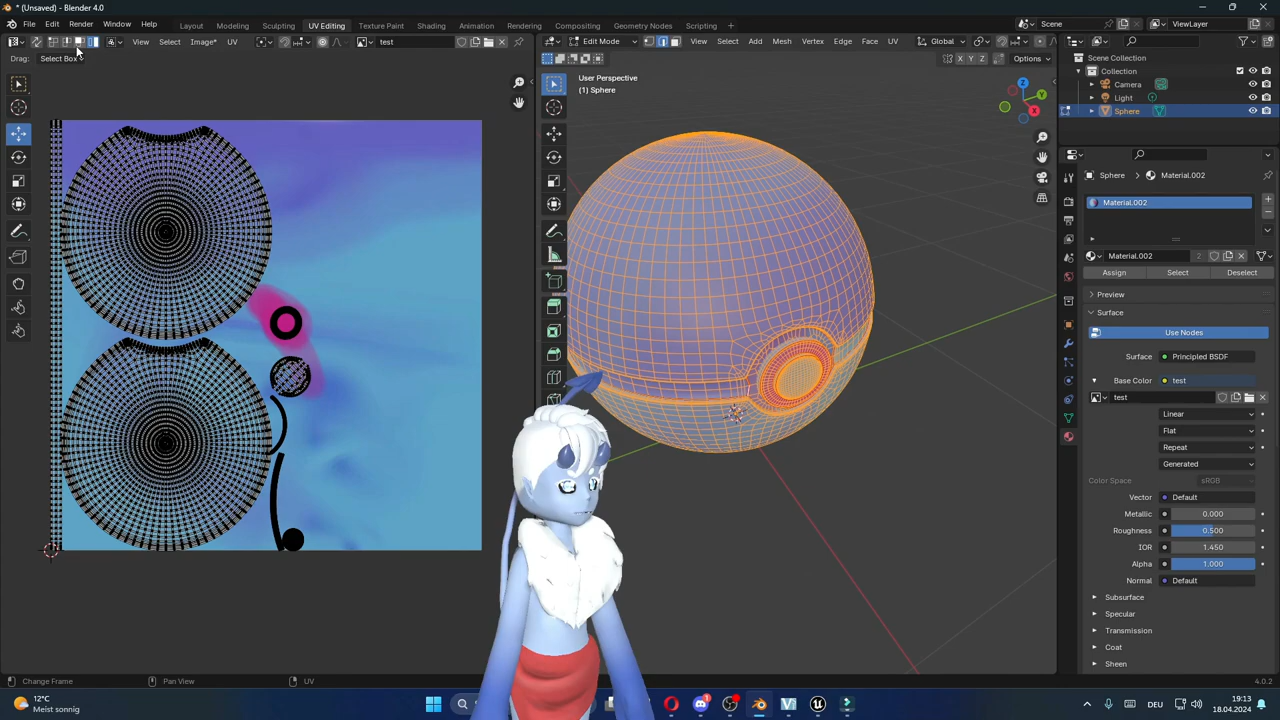 * (Unsaved) - Blender 4.0
File Edit Render Window Help Layout Modeling Sculpting UV Editing Texture Paint Shading Animation Rendering Compositing Geometry Nodes Scripting + Scene ViewLayer
View Select Image* UV test Edit Mode View Select Add Mesh Vertex Edge Face UV Global
Drag: Select Box X Y Z Options
User Perspective
(1) Sphere
Z
Y
X
Scene Collection
Collection
Camera
Light
Sphere
Sphere > Material.002
Material.002
Material.002 2
Assign Select Deselect
Preview
Surface
Use Nodes
Surface Principled BSDF
Base Color test
test
Linear
Flat
Repeat
Generated
Color Space sRGB
Vector Default
Metallic 0.000
Roughness 0.500
IOR 1.450
Alpha 1.000
Normal Default
Subsurface
Specular
Transmission
Coat
Sheen
Change Frame Pan View UV 4.0.2
12°C
Meist sonnig
1
DEU
19:13
18.04.2024